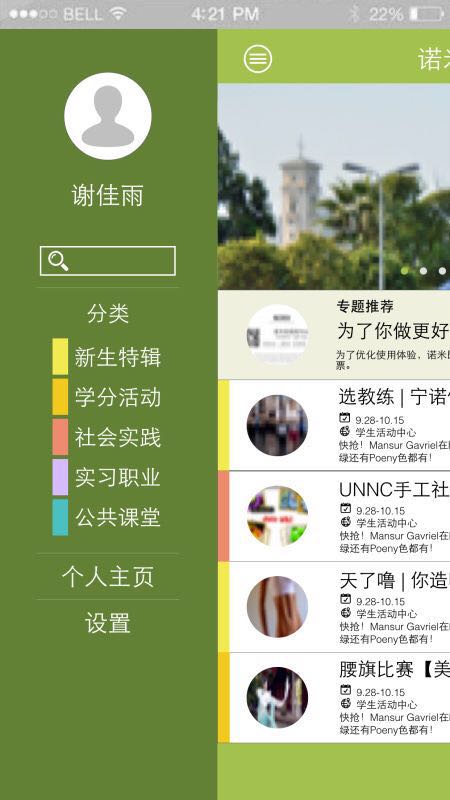 BELL
4:21 PM
22%
谢佳雨
分类
新生特辑
学分活动
社会实践
实习职业
公共课堂
个人主页
设置
诺米
专题推荐
为了你做更好
为了优化使用体验，诺米
票。
选教练 | 宁诺
9.28-10.15
学生活动中心
快抢！Mansur Gavriel在
绿还有Poeny色都有！
UNNC手工社
9.28-10.15
学生活动中心
快抢！Mansur Gavriel在
绿还有Poeny色都有！
天了噜 | 你造
9.28-10.15
学生活动中心
快抢！Mansur Gavriel在
绿还有Poeny色都有！
腰旗比赛【美
9.28-10.15
学生活动中心
快抢！Mansur Gavriel在
绿还有Poeny色都有！